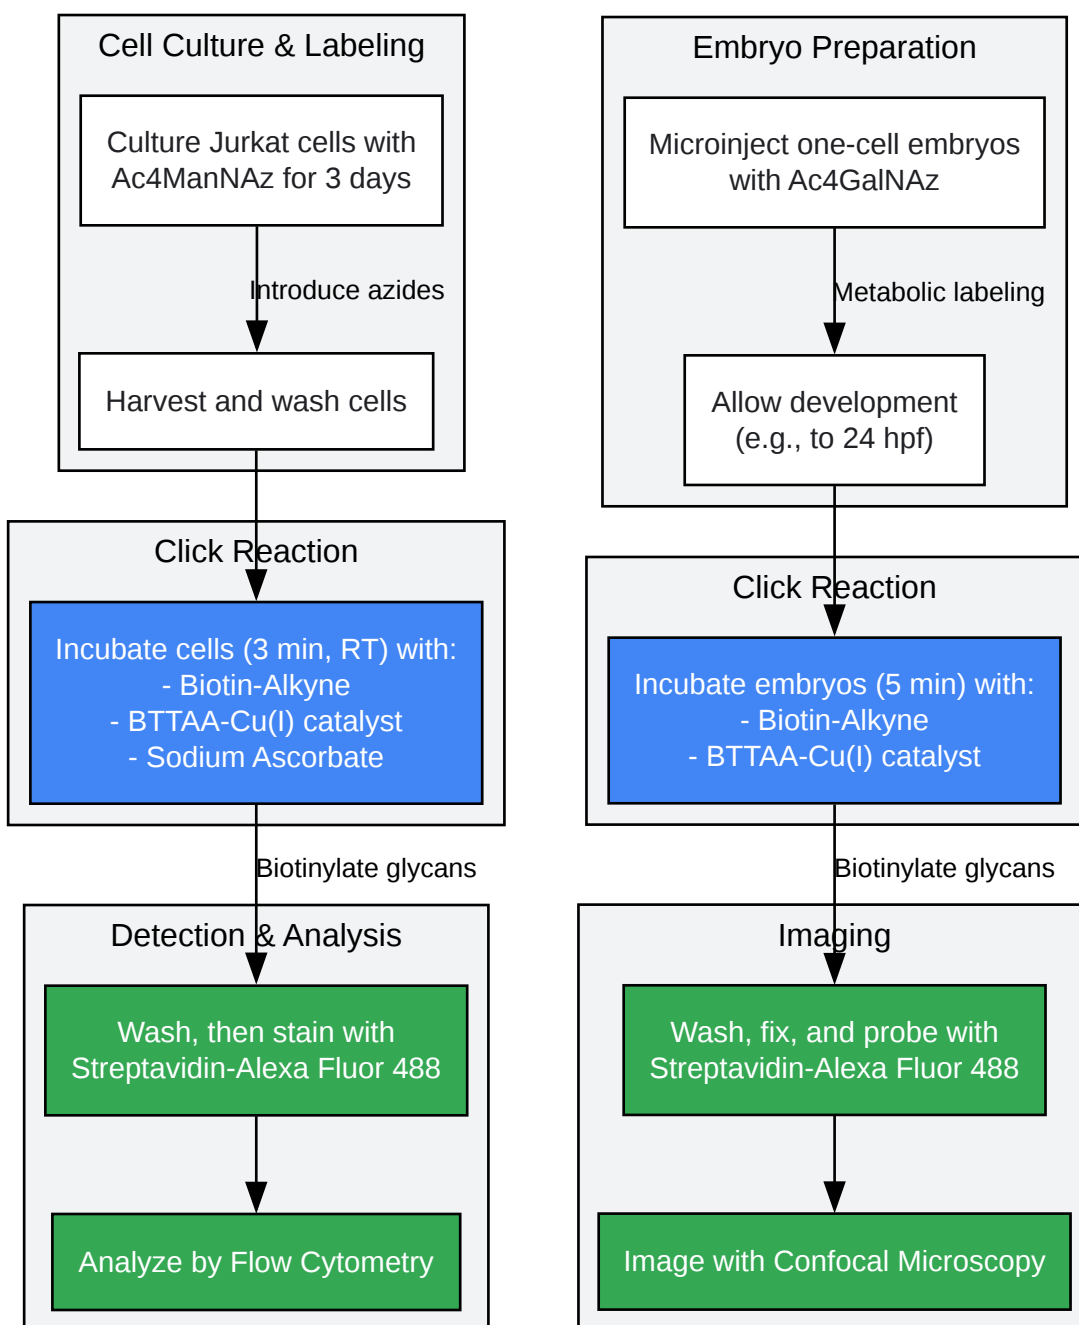 Cell Culture & Labeling
Culture Jurkat cells with
Ac4ManNAz for 3 days
Introduce azides
Harvest and wash cells
Click Reaction
Incubate cells (3 min, RT) with:
- Biotin-Alkyne
- BTTAA-Cu(I) catalyst
- Sodium Ascorbate
Biotinylate glycans
Detection & Analysis
Wash, then stain with
Streptavidin-Alexa Fluor 488
Analyze by Flow Cytometry
Embryo Preparation
Microinject one-cell embryos
with Ac4GalNAz
Metabolic labeling
Allow development
(e.g., to 24 hpf)
Click Reaction
Incubate embryos (5 min) with:
- Biotin-Alkyne
- BTTAA-Cu(I) catalyst
Biotinylate glycans
Imaging
Wash, fix, and probe with
Streptavidin-Alexa Fluor 488
Image with Confocal Microscopy